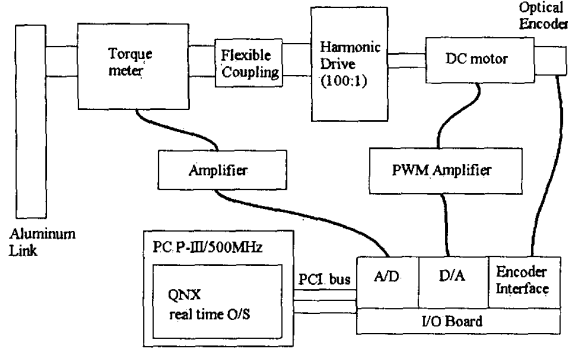 Optical
Encoder
Torque
meter
Flexible
Coupling
Harmonic
Drive
(100:1)
DC motor
Amplifier
PWM Amplifier
Aluminum
Link
PC P-III/500MHz
QNX
real time O/S
PCI bus
A/D
D/A
Encoder
Interface
I/O Board